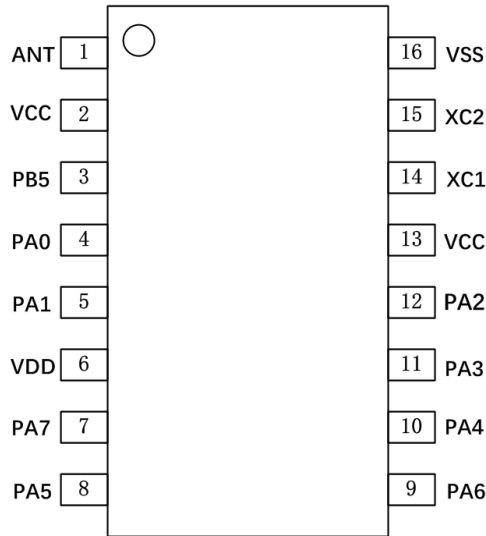 ANT 1 16 VSS
VCC 2 15 XC2
PB5 3 14 XC1
PA0 4 13 VCC
PA1 5 12 PA2
VDD 6 11 PA3
PA7 7 10 PA4
PA5 8 9 PA6